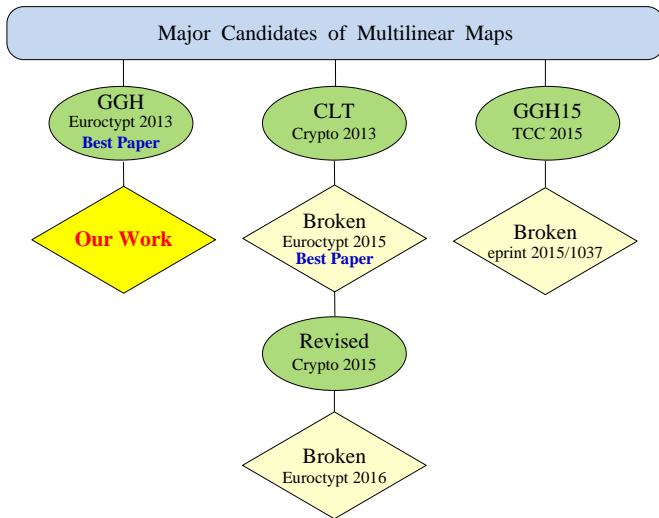 Major Candidates of Multilinear Maps
GGH
Euroctypt 2013
Best Paper
CLT
Crypto 2013
GGH15
TCC 2015
Our Work
Broken
Euroctypt 2015
Best Paper
Broken
eprint 2015/1037
Revised
Crypto 2015
Broken
Euroctypt 2016